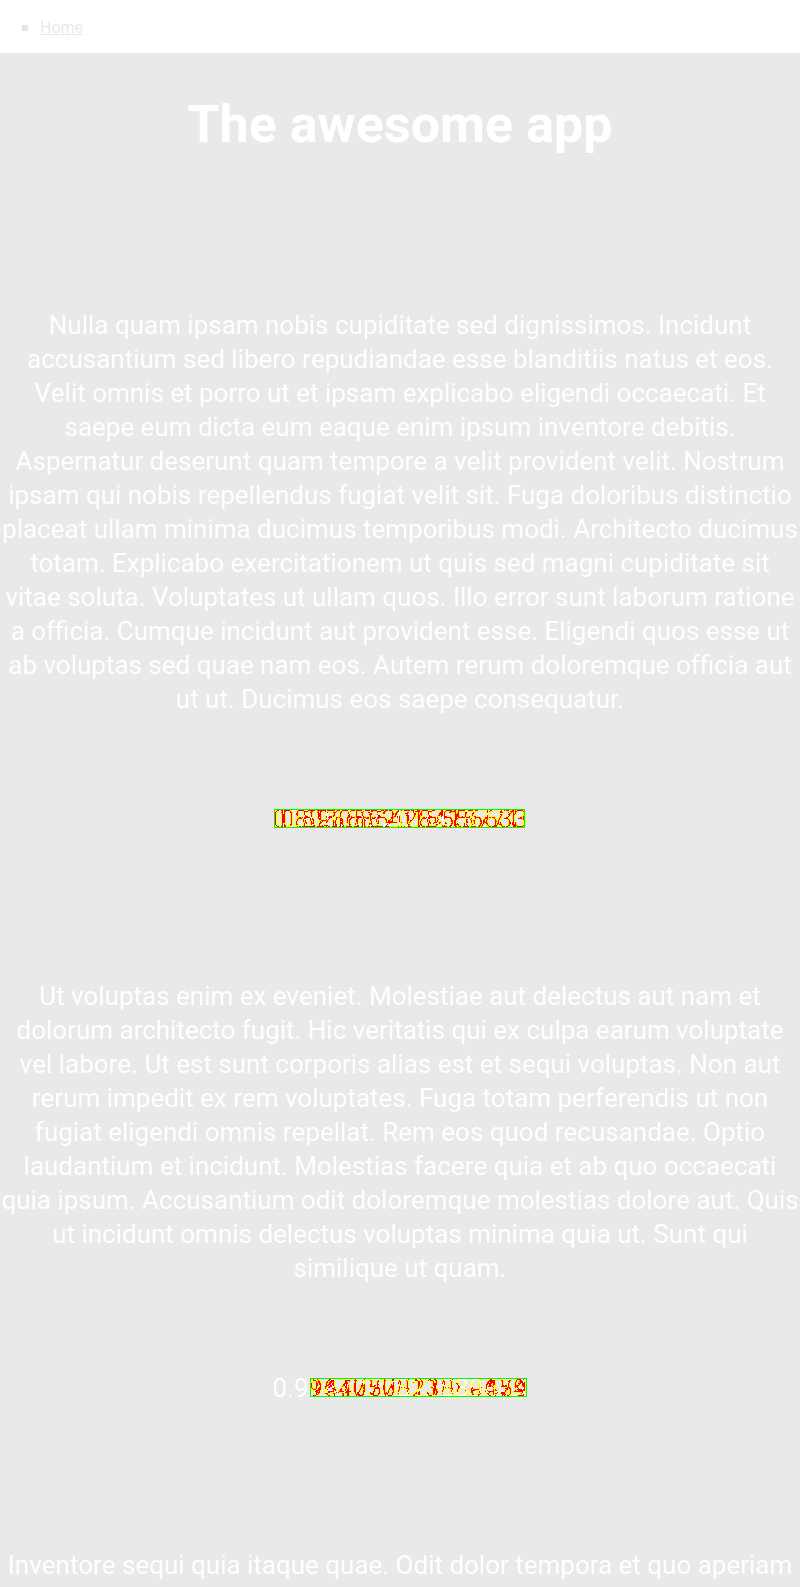 Home
The awesome app
Nulla quam ipsam nobis cupiditate sed dignissimos. Incidunt
accusantium sed libero repudiandae esse blanditiis natus et eos.
Velit omnis et porro ut et ipsam explicabo eligendi occaecati. Et
saepe eum dicta eum eaque enim ipsum inventore debitis.
Aspernatur deserunt quam tempore a velit provident velit. Nostrum
ipsam qui nobis repellendus fugiat velit sit. Fuga doloribus distinctio
placeat ullam minima ducimus temporibus modi. Architecto ducimus
totam. Explicabo exercitationem ut quis sed magni cupiditate sit
vitae soluta. Voluptates ut ullam quos. Illo error sunt laborum ratione
a officia. Cumque incidunt aut provident esse. Eligendi quos esse ut
ab voluptas sed quae nam eos. Autem rerum doloremque officia aut
ut ut. Ducimus eos saepe consequatur.
Ut voluptas enim ex eveniet. Molestiae aut delectus aut nam et
dolorum architecto fugit. Hic veritatis qui ex culpa earum voluptate
vel labore. Ut est sunt corporis alias est et sequi voluptas. Non aut
rerum impedit ex rem voluptates. Fuga totam perferendis ut non
fugiat eligendi omnis repellat. Rem eos quod recusandae. Optio
laudantium et incidunt. Molestias facere quia et ab quo occaecati
quia ipsum. Accusantium odit doloremque molestias dolore aut. Quis
ut incidunt omnis delectus voluptas minima quia ut. Sunt qui
similique ut quam.
0.9
Inventore sequi quia itaque quae. Odit dolor tempora et quo aperiam